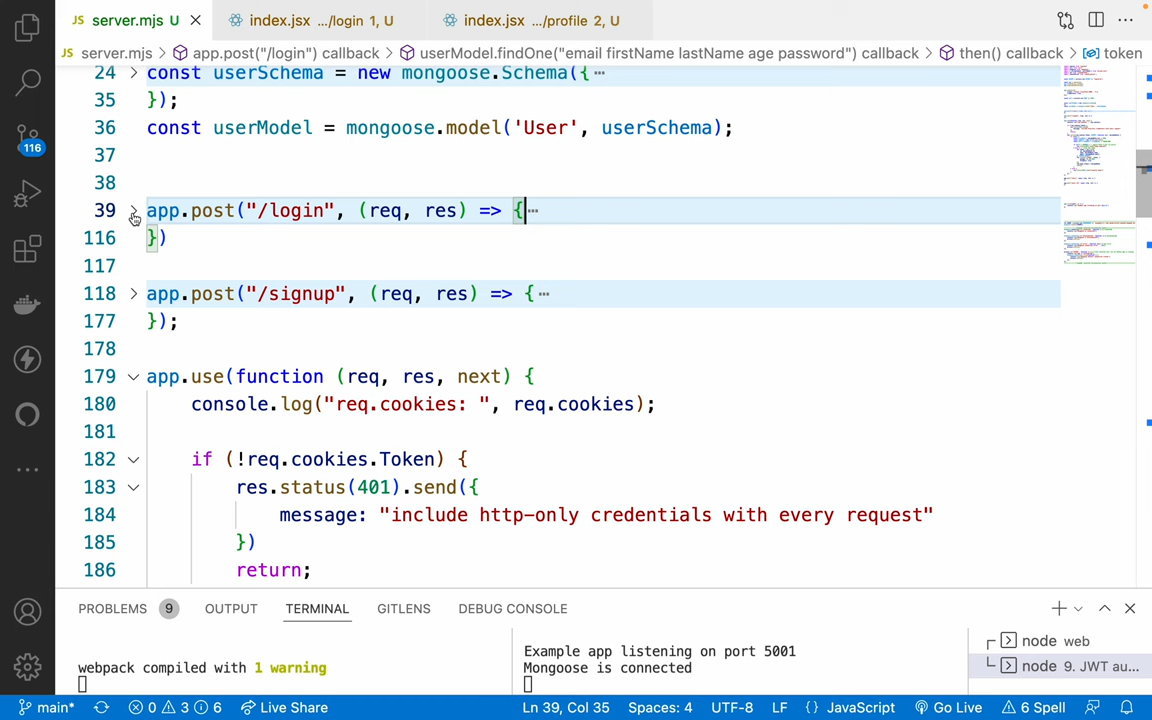 JS server.mjs U × index.jsx .../login 1, U index.jsx .../profile 2, U
JS server.mjs > app.post("/login") callback > userModel.findOne("email firstName lastName age password") callback > then() callback > token
24 > const userSchema = new mongoose.Schema({ ⋯
35 });
36 const userModel = mongoose.model('User', userSchema);
37
38
39 > app.post("/login", (req, res) => { ⋯
116 })
117
118 > app.post("/signup", (req, res) => { ⋯
177 });
178
179 app.use(function (req, res, next) {
180 console.log("req.cookies: ", req.cookies);
181
182 if (!req.cookies.Token) {
183 res.status(401).send({
184 message: "include http-only credentials with every request"
185 })
186 return;
116
PROBLEMS 9 OUTPUT TERMINAL GITLENS DEBUG CONSOLE
webpack compiled with 1 warning
Example app listening on port 5001
Mongoose is connected
node web
node 9. JWT au...
main* 0 3 6 Live Share Ln 39, Col 35 Spaces: 4 UTF-8 LF {} JavaScript Go Live 6 Spell